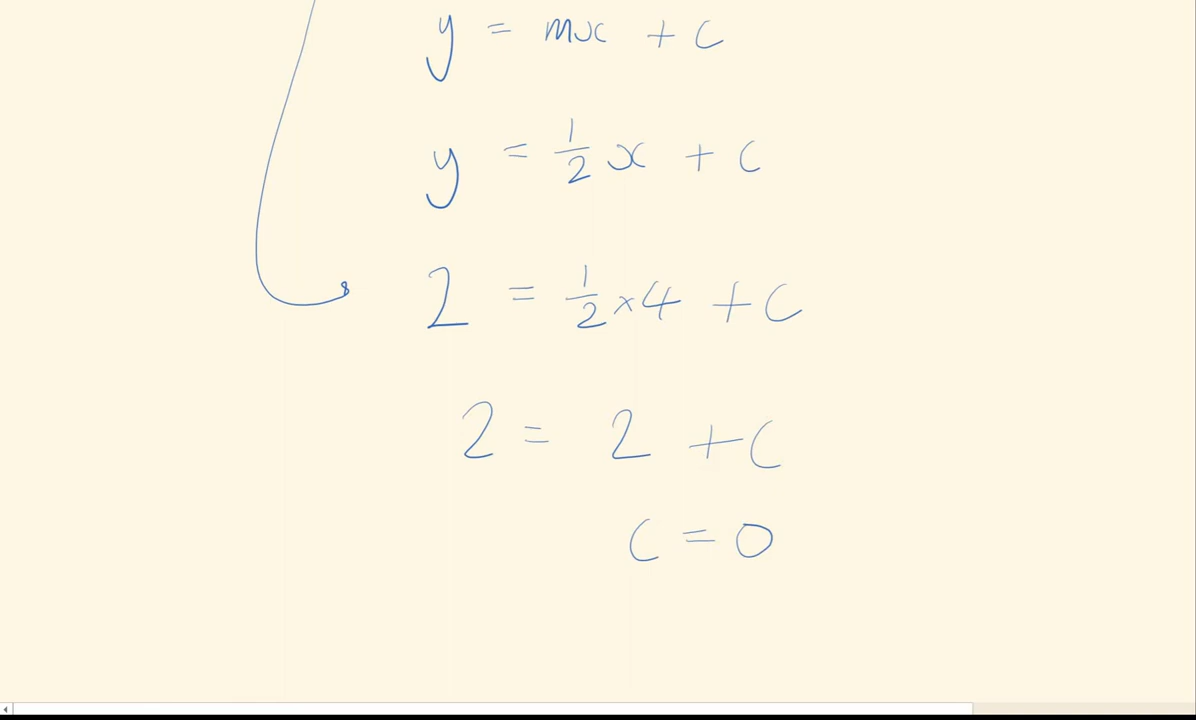 y = mx + c
y = 1/2 x + c
2 = 1/2 × 4 + c
2 = 2 + c
c = 0